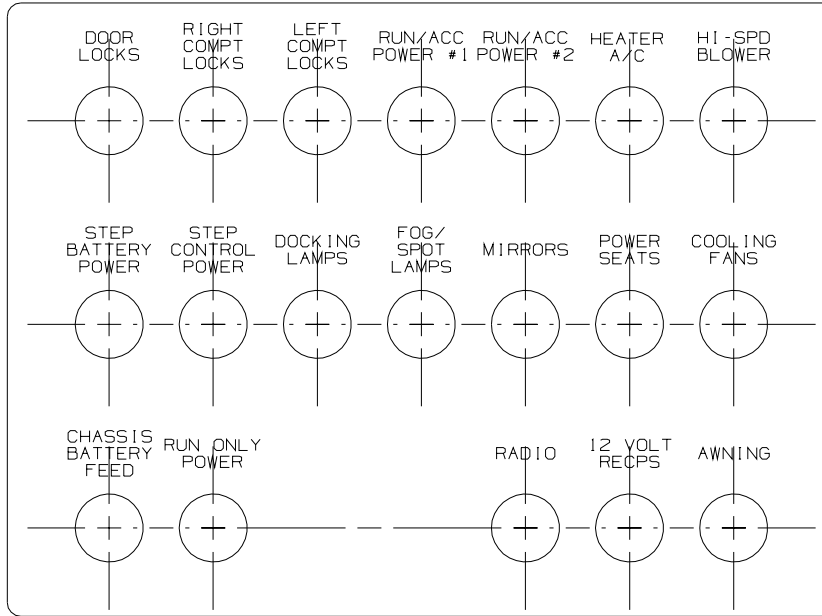 DOOR
LOCKS
RIGHT
COMPT
LOCKS
LEFT
COMPT
LOCKS
RUN/ACC
POWER #1
RUN/ACC
POWER #2
HEATER
A/C
HI-SPD
BLOWER
STEP
BATTERY
POWER
STEP
CONTROL
POWER
DOCKING
LAMPS
FOG/
SPOT
LAMPS
MIRRORS
POWER
SEATS
COOLING
FANS
CHASSIS
BATTERY
FEED
RUN ONLY
POWER
RADIO
12 VOLT
RECPS
AWNING